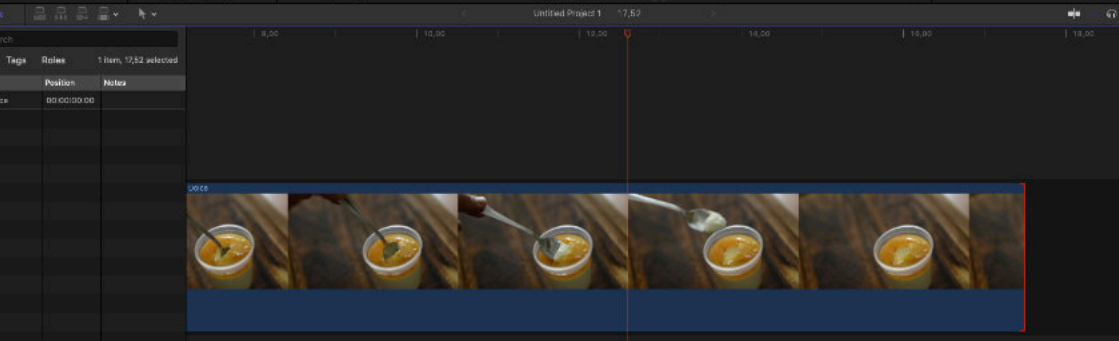 Untitled Project 1 17,52
rch
Tags Roles 1 item, 17,52 selected
Position Notes
ce 00:00:00:00
8,00 10,00 12,00 14,00 16,00 18,00